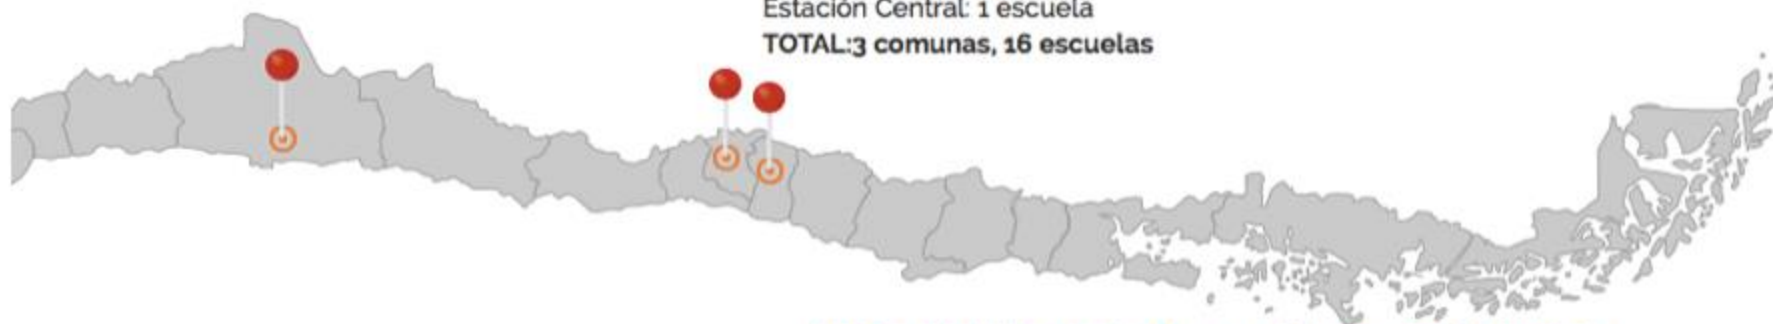 Estación Central: 1 escuela
TOTAL:3 comunas, 16 escuelas